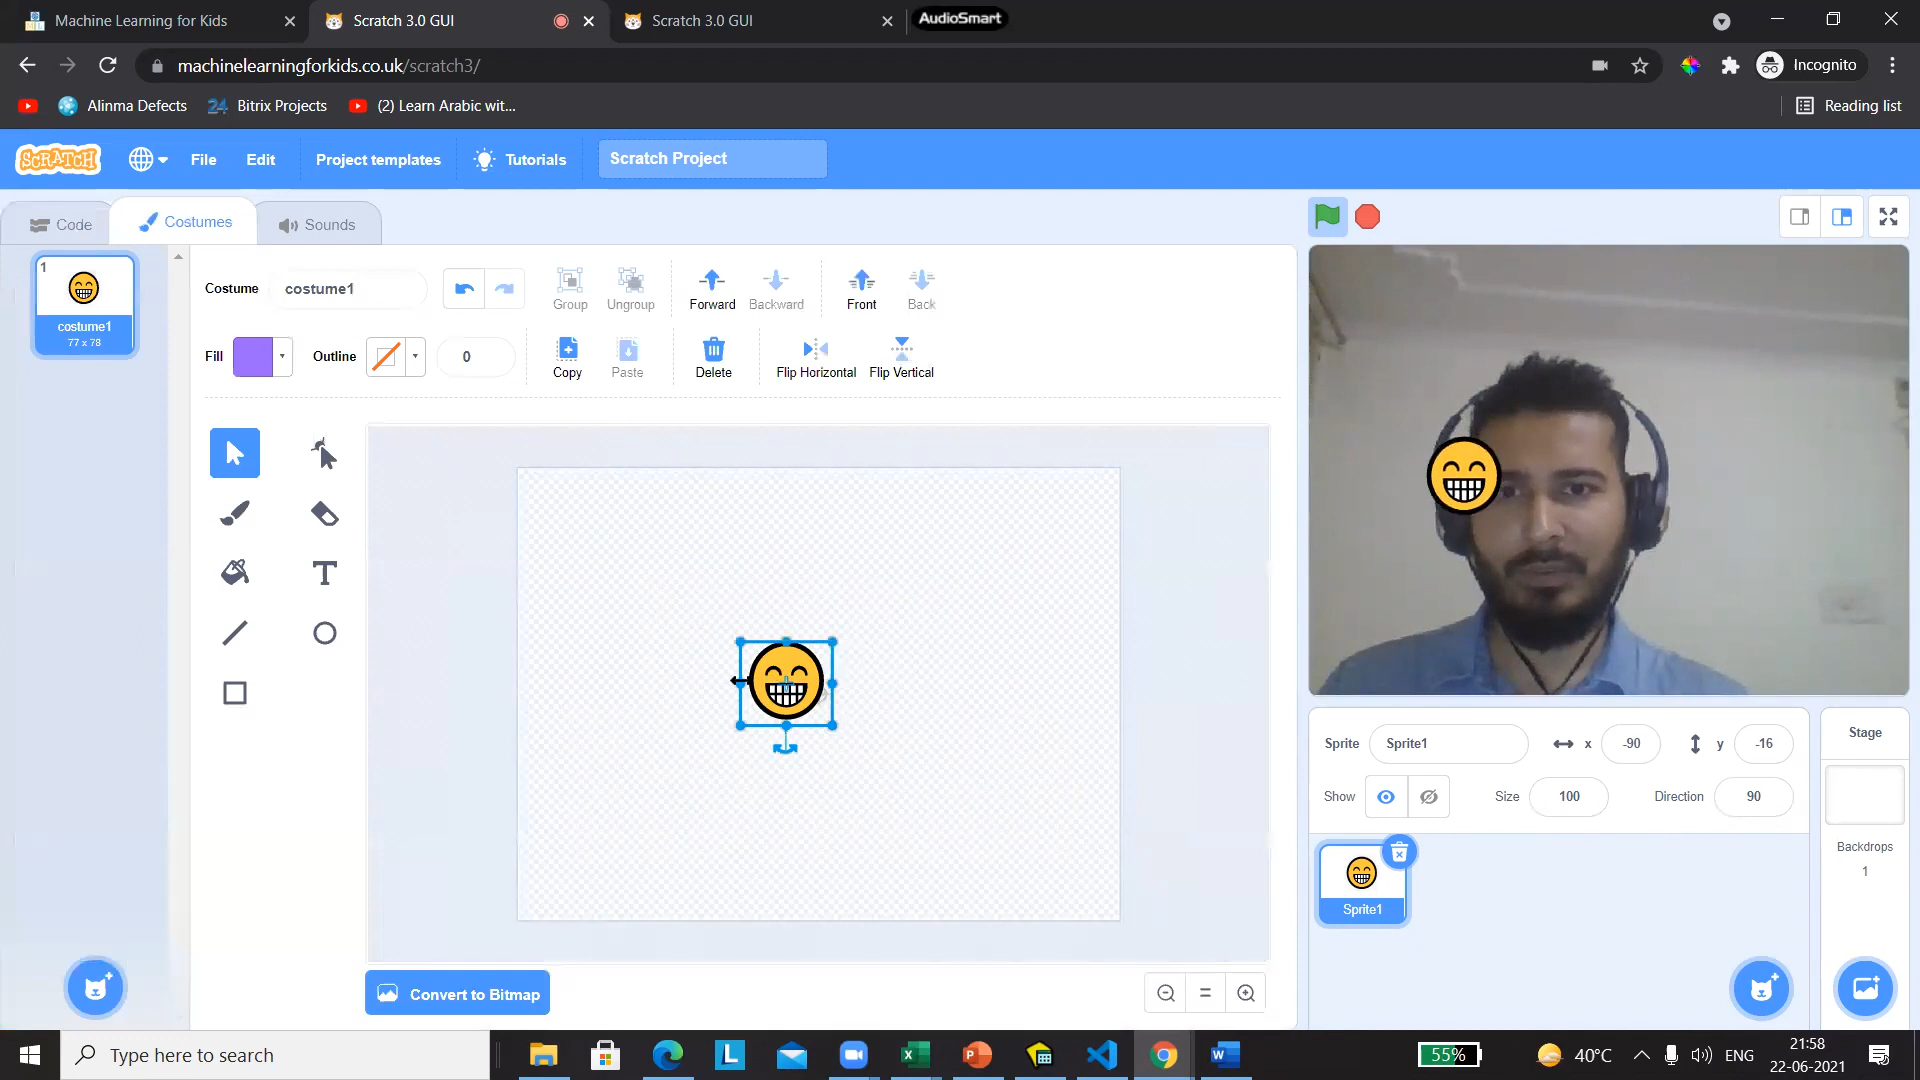 Machine Learning for Kids
Scratch 3.0 GUI
Scratch 3.0 GUI
AudioSmart
machinelearningforkids.co.uk/scratch3/
Incognito
Alinma Defects
24 Bitrix Projects
(2) Learn Arabic wit...
Reading list
SCRATCH
File
Edit
Project templates
Tutorials
Scratch Project
Code
Costumes
Sounds
1
costume1
77 x 78
Costume
costume1
Group
Ungroup
Forward
Backward
Front
Back
Fill
Outline
0
Copy
Paste
Delete
Flip Horizontal
Flip Vertical
T
Convert to Bitmap
Sprite
Sprite1
x
-90
y
-16
Show
Size
100
Direction
90
Sprite1
Stage
Backdrops
1
Type here to search
L
X
P
W
55%
40°C
ENG
21:58
22-06-2021